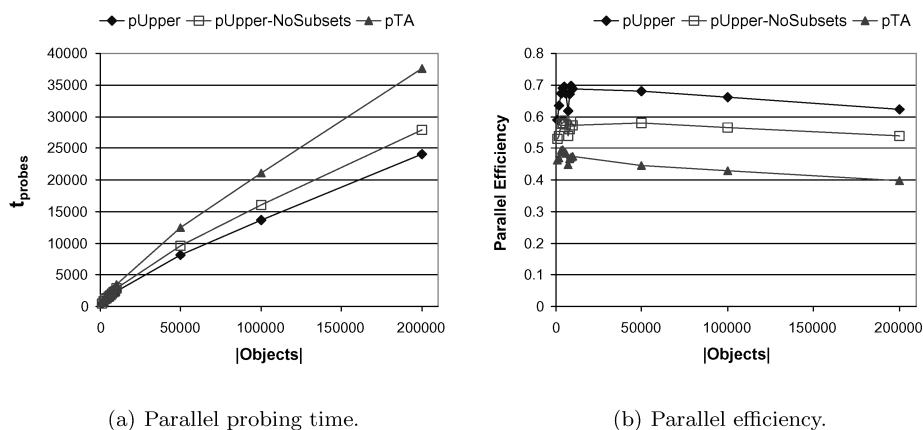 pUpper pUpper-NoSubsets pTA
40000
35000
30000
25000
20000
15000
10000
5000
0
t_probes
0 50000 100000 150000 200000
|Objects|
(a) Parallel probing time.
pUpper pUpper-NoSubsets pTA
0.8
0.7
0.6
0.5
0.4
0.3
0.2
0.1
0
Parallel Efficiency
0 50000 100000 150000 200000
|Objects|
(b) Parallel efficiency.